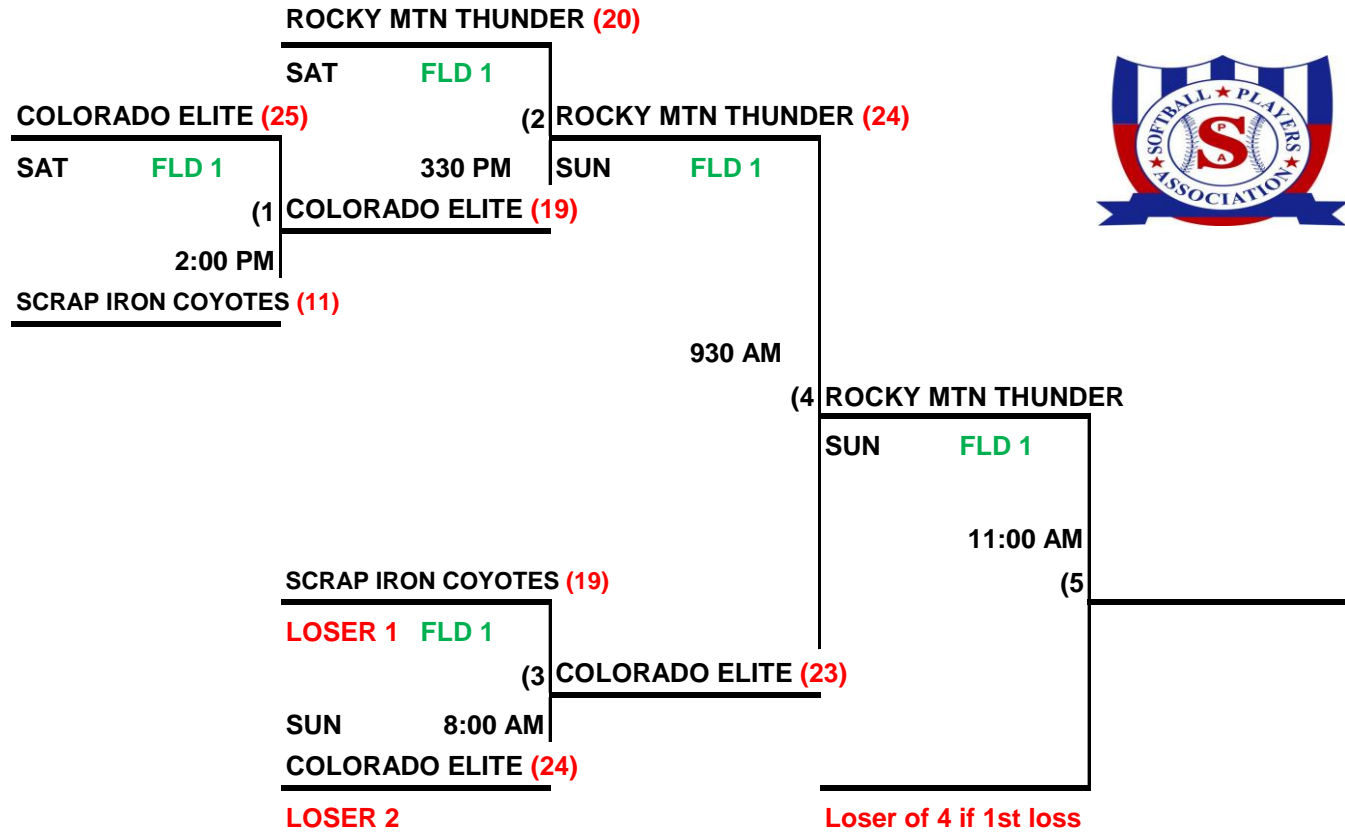 ROCKY MTN THUNDER (20)
SAT FLD 1
COLORADO ELITE (25)
(2 ROCKY MTN THUNDER (24)
SAT FLD 1
330 PM
SUN FLD 1
(1 COLORADO ELITE (19)
2:00 PM
SCRAP IRON COYOTES (11)
SOFTBALL ★ PLAYERS
★ ASSOCIATION ★
S
P
A
930 AM
(4 ROCKY MTN THUNDER
SUN FLD 1
11:00 AM
SCRAP IRON COYOTES (19)
(5
LOSER 1 FLD 1
(3 COLORADO ELITE (23)
SUN 8:00 AM
COLORADO ELITE (24)
LOSER 2
Loser of 4 if 1st loss